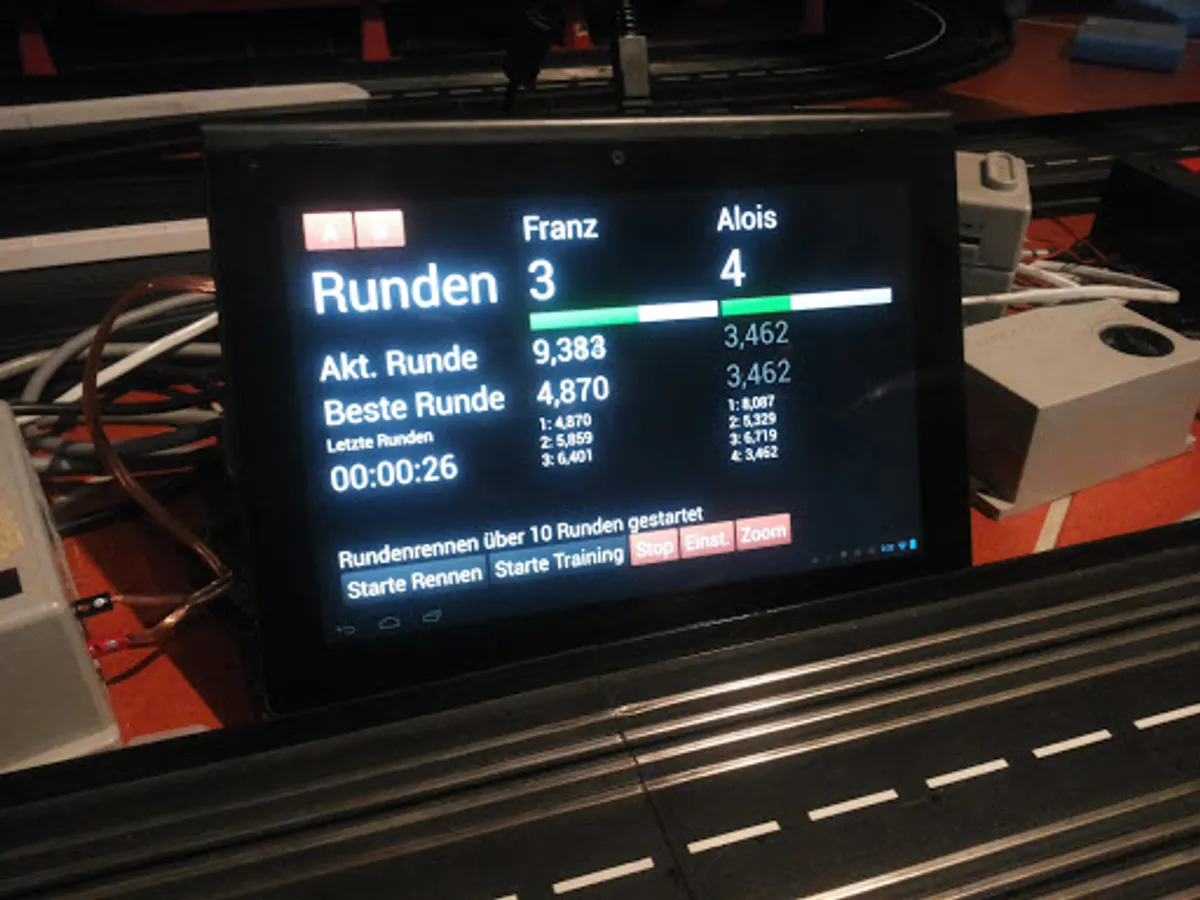 A
Franz
Alois
Runden
3
4
Akt. Runde
9,383
3,462
Beste Runde
4,870
3,462
Letzte Runden
1: 4,870
2: 5,859
3: 6,401
1: 8,087
2: 5,329
3: 6,719
4: 3,462
00:00:26
Rundenrennen über 10 Runden gestartet
Starte Rennen
Starte Training
Stop
Einst.
Zoom